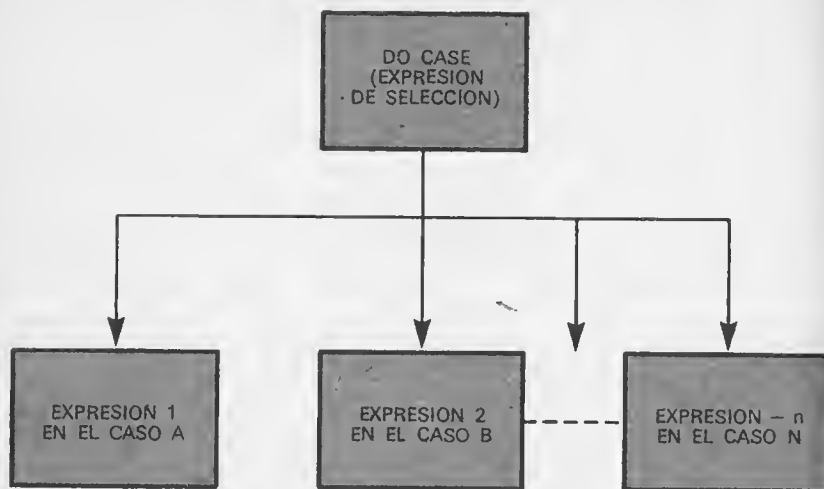 DO CASE
(EXPRESION
DE SELECCION)
EXPRESION 1
EN EL CASO A
EXPRESION 2
EN EL CASO B
EXPRESION — n
EN EL CASO N